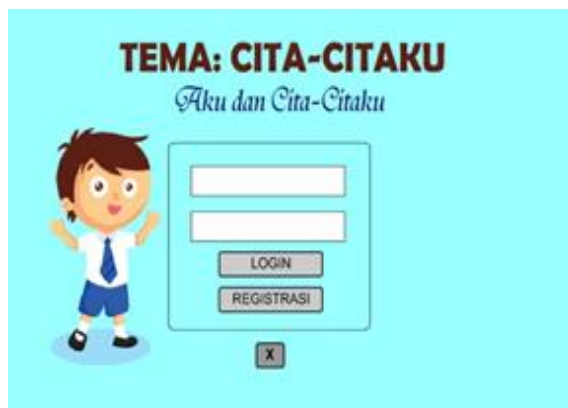 TEMA: CITA-CITAKU
Aku dan Cita-Citaku
LOGIN
REGISTRASI
X